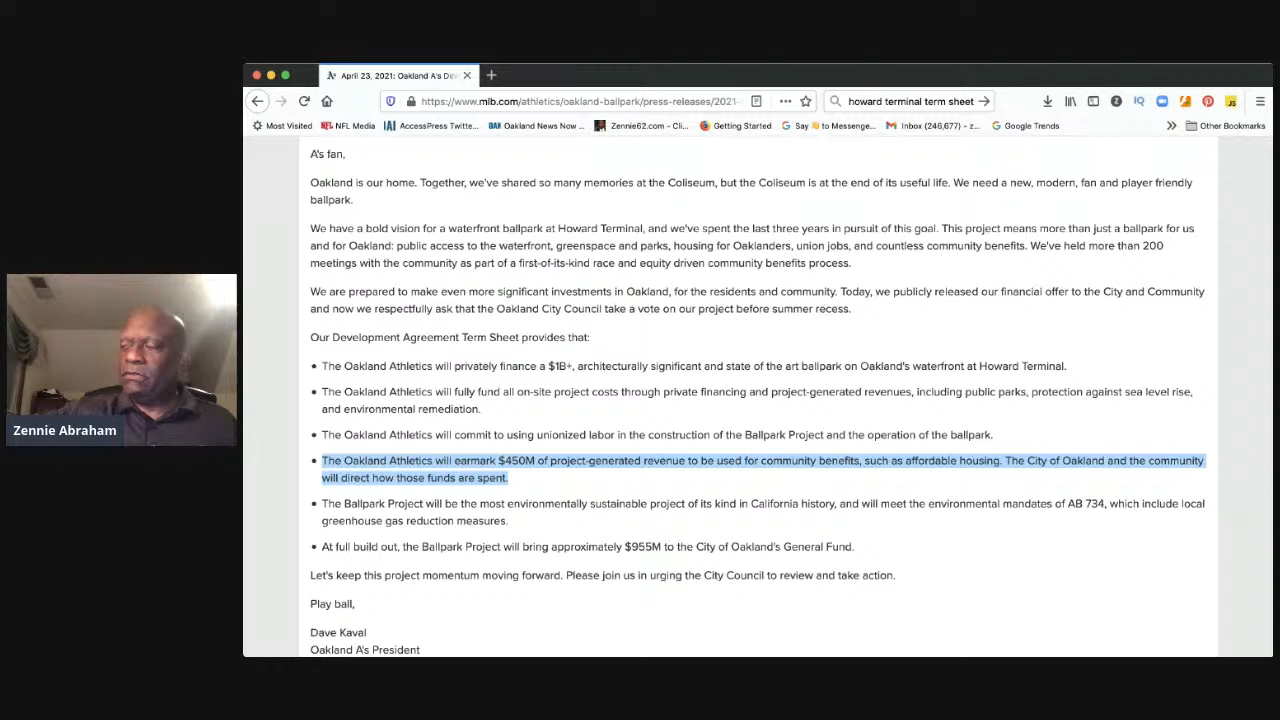 April 23, 2021: Oakland A's Dev
https://www.mlb.com/athletics/oakland-ballpark/press-releases/2021-
howard terminal term sheet
Most Visited
NFL Media
AccessPress Twitte...
Oakland News Now ...
Zennie62.com - Cli...
Getting Started
Say 👋 to Messenge...
Inbox (246,677) - z...
Google Trends
Other Bookmarks
A's fan,
Oakland is our home. Together, we've shared so many memories at the Coliseum, but the Coliseum is at the end of its useful life. We need a new, modern, fan and player friendly
ballpark.
We have a bold vision for a waterfront ballpark at Howard Terminal, and we've spent the last three years in pursuit of this goal. This project means more than just a ballpark for us
and for Oakland: public access to the waterfront, greenspace and parks, housing for Oaklanders, union jobs, and countless community benefits. We've held more than 200
meetings with the community as part of a first-of-its-kind race and equity driven community benefits process.
We are prepared to make even more significant investments in Oakland, for the residents and community. Today, we publicly released our financial offer to the City and Community
and now we respectfully ask that the Oakland City Council take a vote on our project before summer recess.
Our Development Agreement Term Sheet provides that:
• The Oakland Athletics will privately finance a $1B+, architecturally significant and state of the art ballpark on Oakland's waterfront at Howard Terminal.
• The Oakland Athletics will fully fund all on-site project costs through private financing and project-generated revenues, including public parks, protection against sea level rise,
and environmental remediation.
• The Oakland Athletics will commit to using unionized labor in the construction of the Ballpark Project and the operation of the ballpark.
• The Oakland Athletics will earmark $450M of project-generated revenue to be used for community benefits, such as affordable housing. The City of Oakland and the community
will direct how those funds are spent.
• The Ballpark Project will be the most environmentally sustainable project of its kind in California history, and will meet the environmental mandates of AB 734, which include local
greenhouse gas reduction measures.
• At full build out, the Ballpark Project will bring approximately $955M to the City of Oakland's General Fund.
Let's keep this project momentum moving forward. Please join us in urging the City Council to review and take action.
Play ball,
Dave Kaval
Oakland A's President
Zennie Abraham